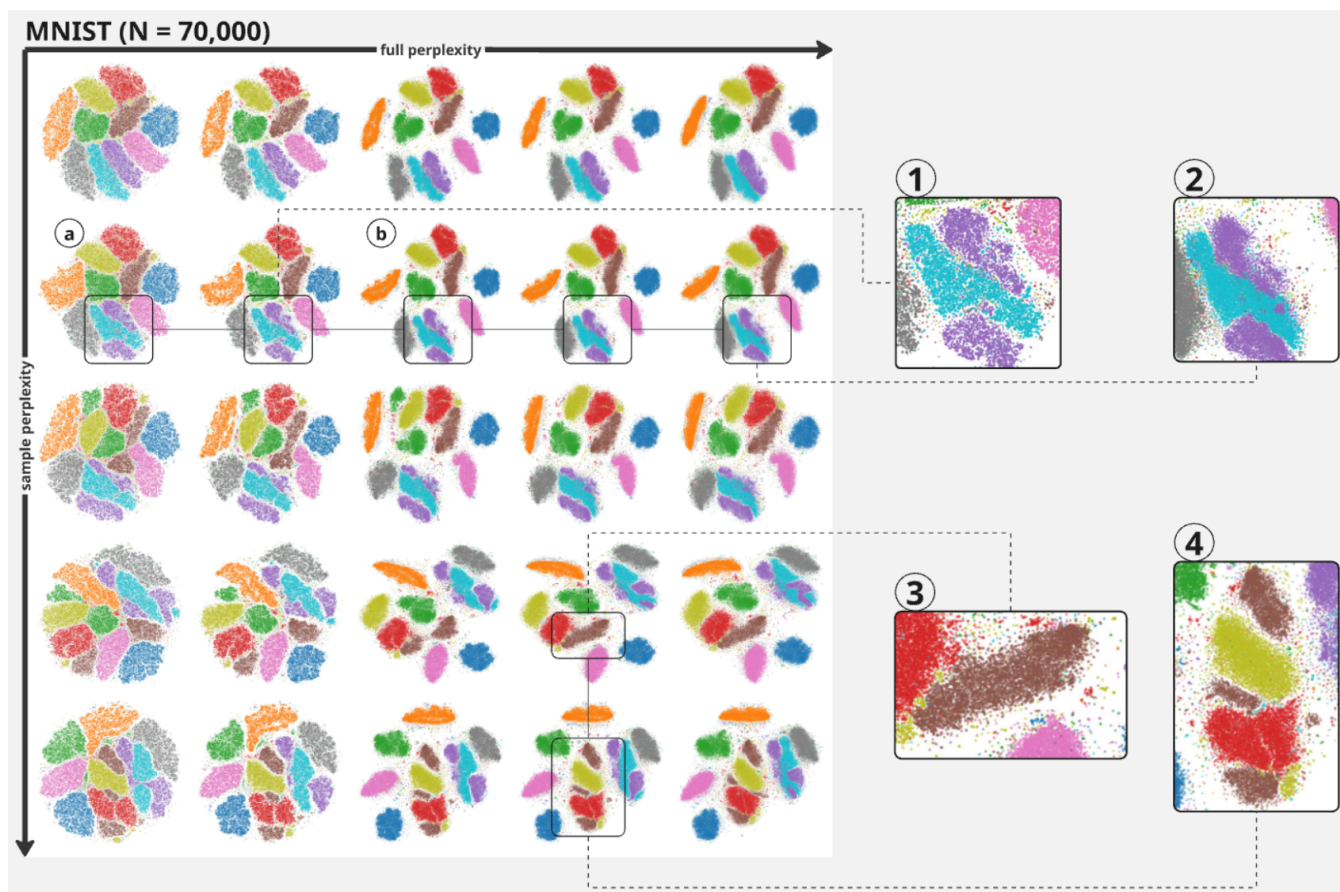 MNIST (N = 70,000)
full perplexity
sample perplexity
a
b
1
2
3
4